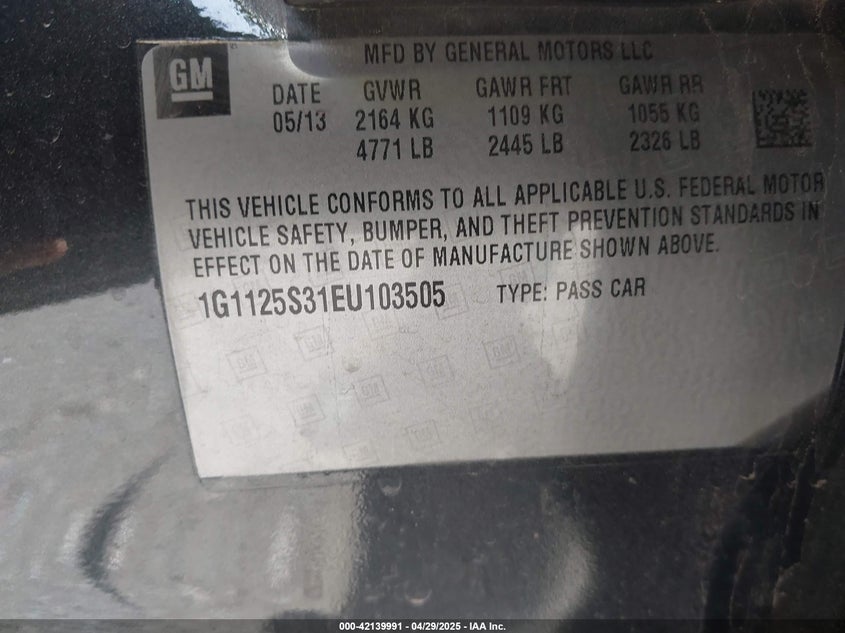 GM
MFD BY GENERAL MOTORS LLC
DATE GVWR GAWR FRT GAWR RR
05/13 2164 KG 1109 KG 1055 KG
4771 LB 2445 LB 2326 LB
THIS VEHICLE CONFORMS TO ALL APPLICABLE U.S. FEDERAL MOTOR
VEHICLE SAFETY, BUMPER, AND THEFT PREVENTION STANDARDS IN
EFFECT ON THE DATE OF MANUFACTURE SHOWN ABOVE.
1G1125S31EU103505 TYPE: PASS CAR
000-42139991 - 04/29/2025 - IAA Inc.